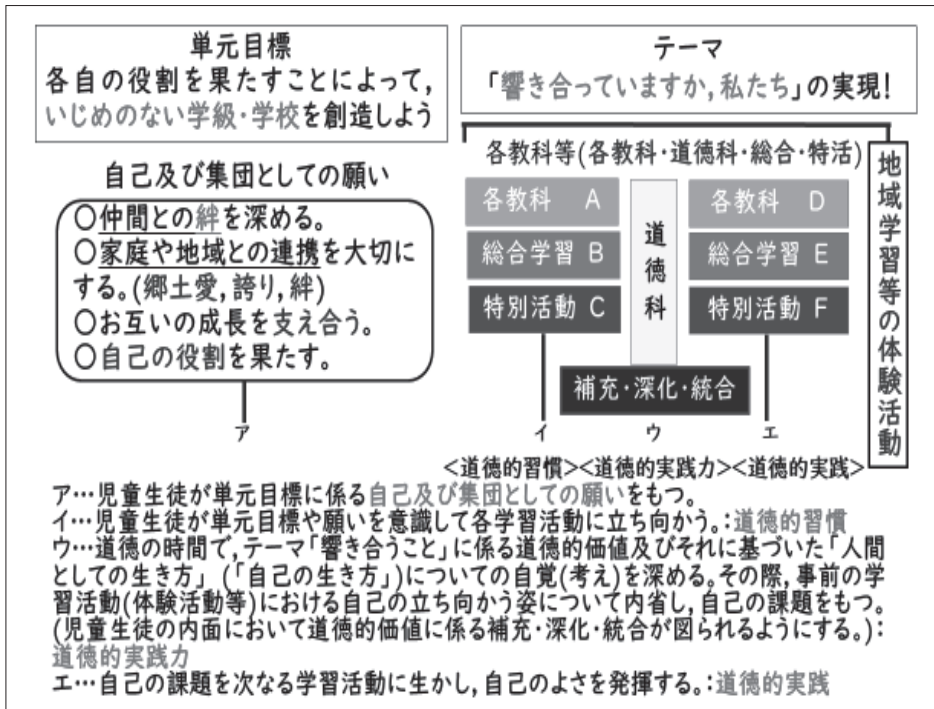 単元目標
各自の役割を果たすことによって,
いじめのない学級・学校を創造しよう
テーマ
「響き合っていますか,私たち」の実現!
自己及び集団としての願い
○仲間との絆を深める。
○家庭や地域との連携を大切に
する。(郷土愛,誇り,絆)
○お互いの成長を支え合う。
○自己の役割を果たす。
ア
各教科等(各教科・道徳科・総合・特活)
各教科 A
総合学習 B
特別活動 C
道徳科
各教科 D
総合学習 E
特別活動 F
補充・深化・統合
地域学習等の体験活動
イ
ウ
エ
<道徳的習慣><道徳的実践力><道徳的実践>
ア…児童生徒が単元目標に係る自己及び集団としての願いをもつ。
イ…児童生徒が単元目標や願いを意識して各学習活動に立ち向かう。:道徳的習慣
ウ…道徳の時間で,テーマ「響き合うこと」に係る道徳的価値及びそれに基づいた「人間
としての生き方」(「自己の生き方」)についての自覚(考え)を深める。その際,事前の学
習活動(体験活動等)における自己の立ち向かう姿について内省し,自己の課題をもつ。
(児童生徒の内面において道徳的価値に係る補充・深化・統合が図られるようにする。):
道徳的実践力
エ…自己の課題を次なる学習活動に生かし,自己のよさを発揮する。:道徳的実践